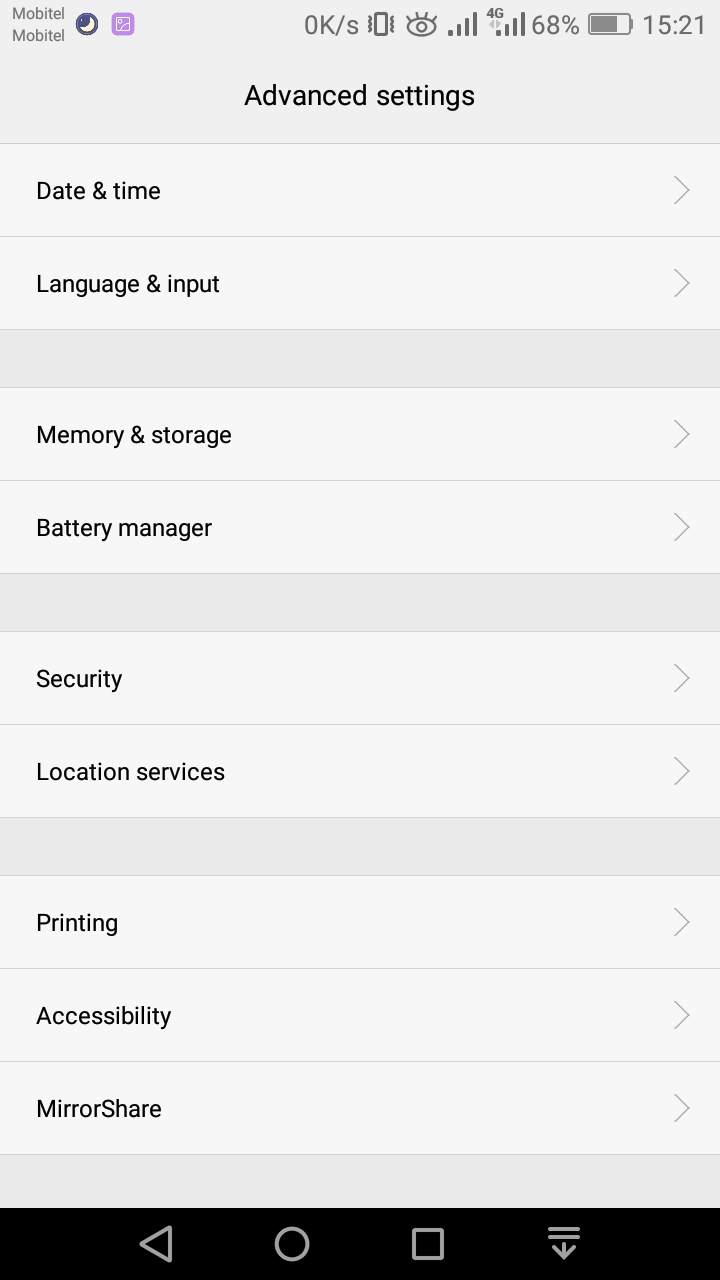 Mobitel
Mobitel
0K/s 4G 68% 15:21
Advanced settings
Date & time
Language & input
Memory & storage
Battery manager
Security
Location services
Printing
Accessibility
MirrorShare